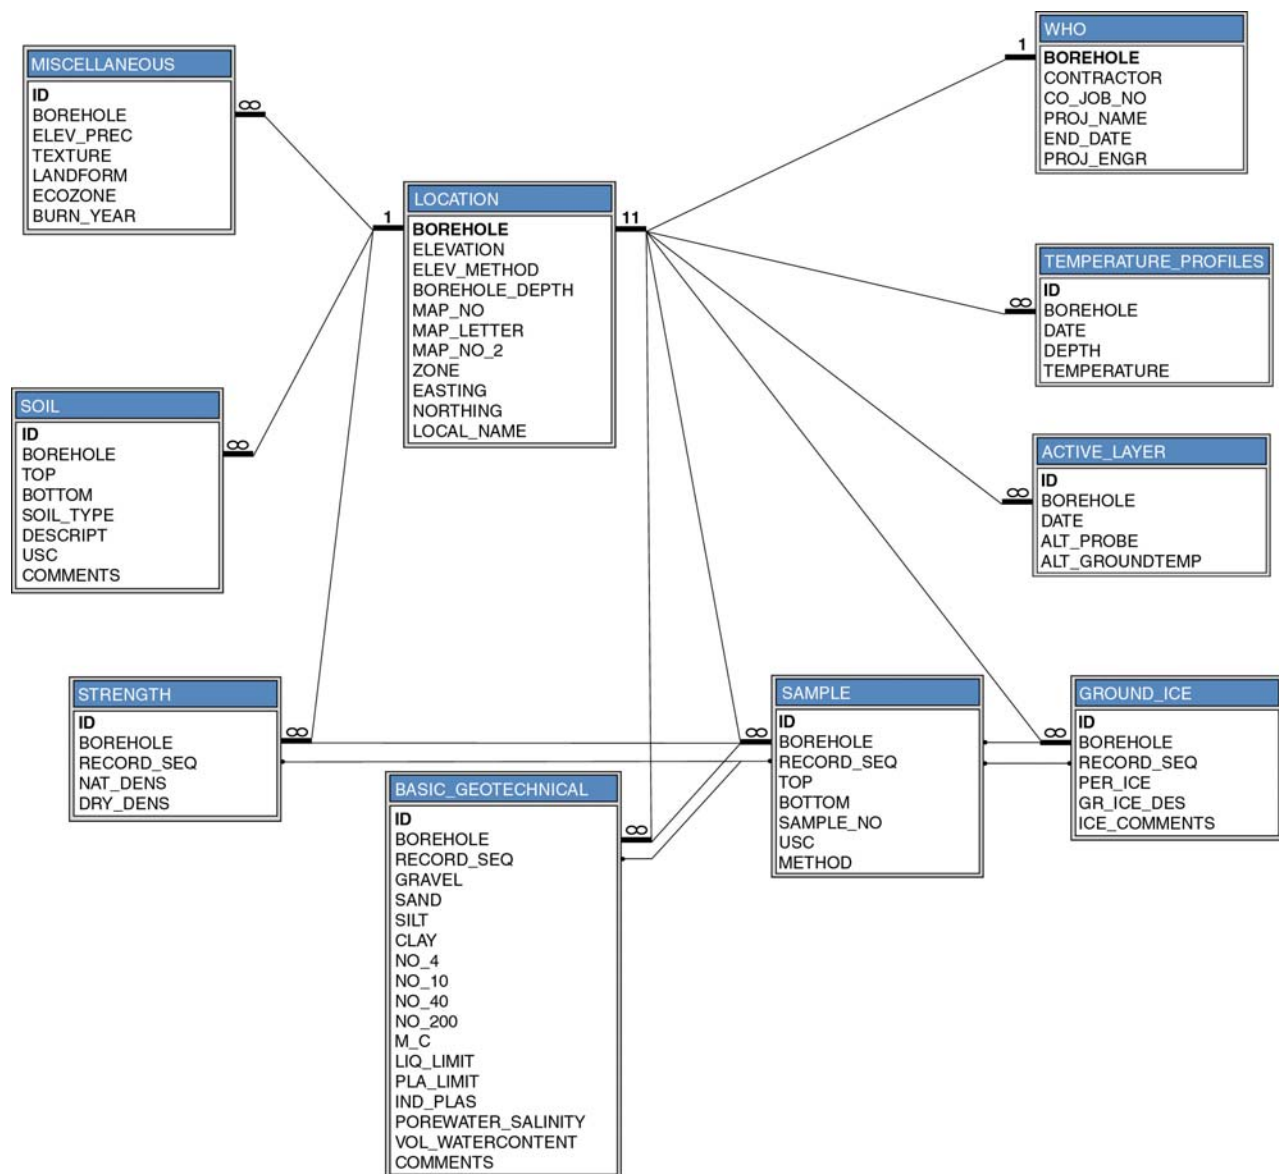 MISCELLANEOUS
ID
BOREHOLE
ELEV_PREC
TEXTURE
LANDFORM
ECOZONE
BURN_YEAR
∞
WHO
BOREHOLE
CONTRACTOR
CO_JOB_NO
PROJ_NAME
END_DATE
PROJ_ENGR
1
LOCATION
BOREHOLE
ELEVATION
ELEV_METHOD
BOREHOLE_DEPTH
MAP_NO
MAP_LETTER
MAP_NO_2
ZONE
EASTING
NORTHING
LOCAL_NAME
1
11
TEMPERATURE_PROFILES
ID
BOREHOLE
DATE
DEPTH
TEMPERATURE
∞
SOIL
ID
BOREHOLE
TOP
BOTTOM
SOIL_TYPE
DESCRIPT
USC
COMMENTS
∞
ACTIVE_LAYER
ID
BOREHOLE
DATE
ALT_PROBE
ALT_GROUNDTEMP
∞
STRENGTH
ID
BOREHOLE
RECORD_SEQ
NAT_DENS
DRY_DENS
∞
BASIC_GEOTECHNICAL
ID
BOREHOLE
RECORD_SEQ
GRAVEL
SAND
SILT
CLAY
NO_4
NO_10
NO_40
NO_200
M_C
LIQ_LIMIT
PLA_LIMIT
IND_PLAS
POREWATER_SALINITY
VOL_WATERCONTENT
COMMENTS
∞
SAMPLE
ID
BOREHOLE
RECORD_SEQ
TOP
BOTTOM
SAMPLE_NO
USC
METHOD
∞
GROUND_ICE
ID
BOREHOLE
RECORD_SEQ
PER_ICE
GR_ICE_DES
ICE_COMMENTS
∞